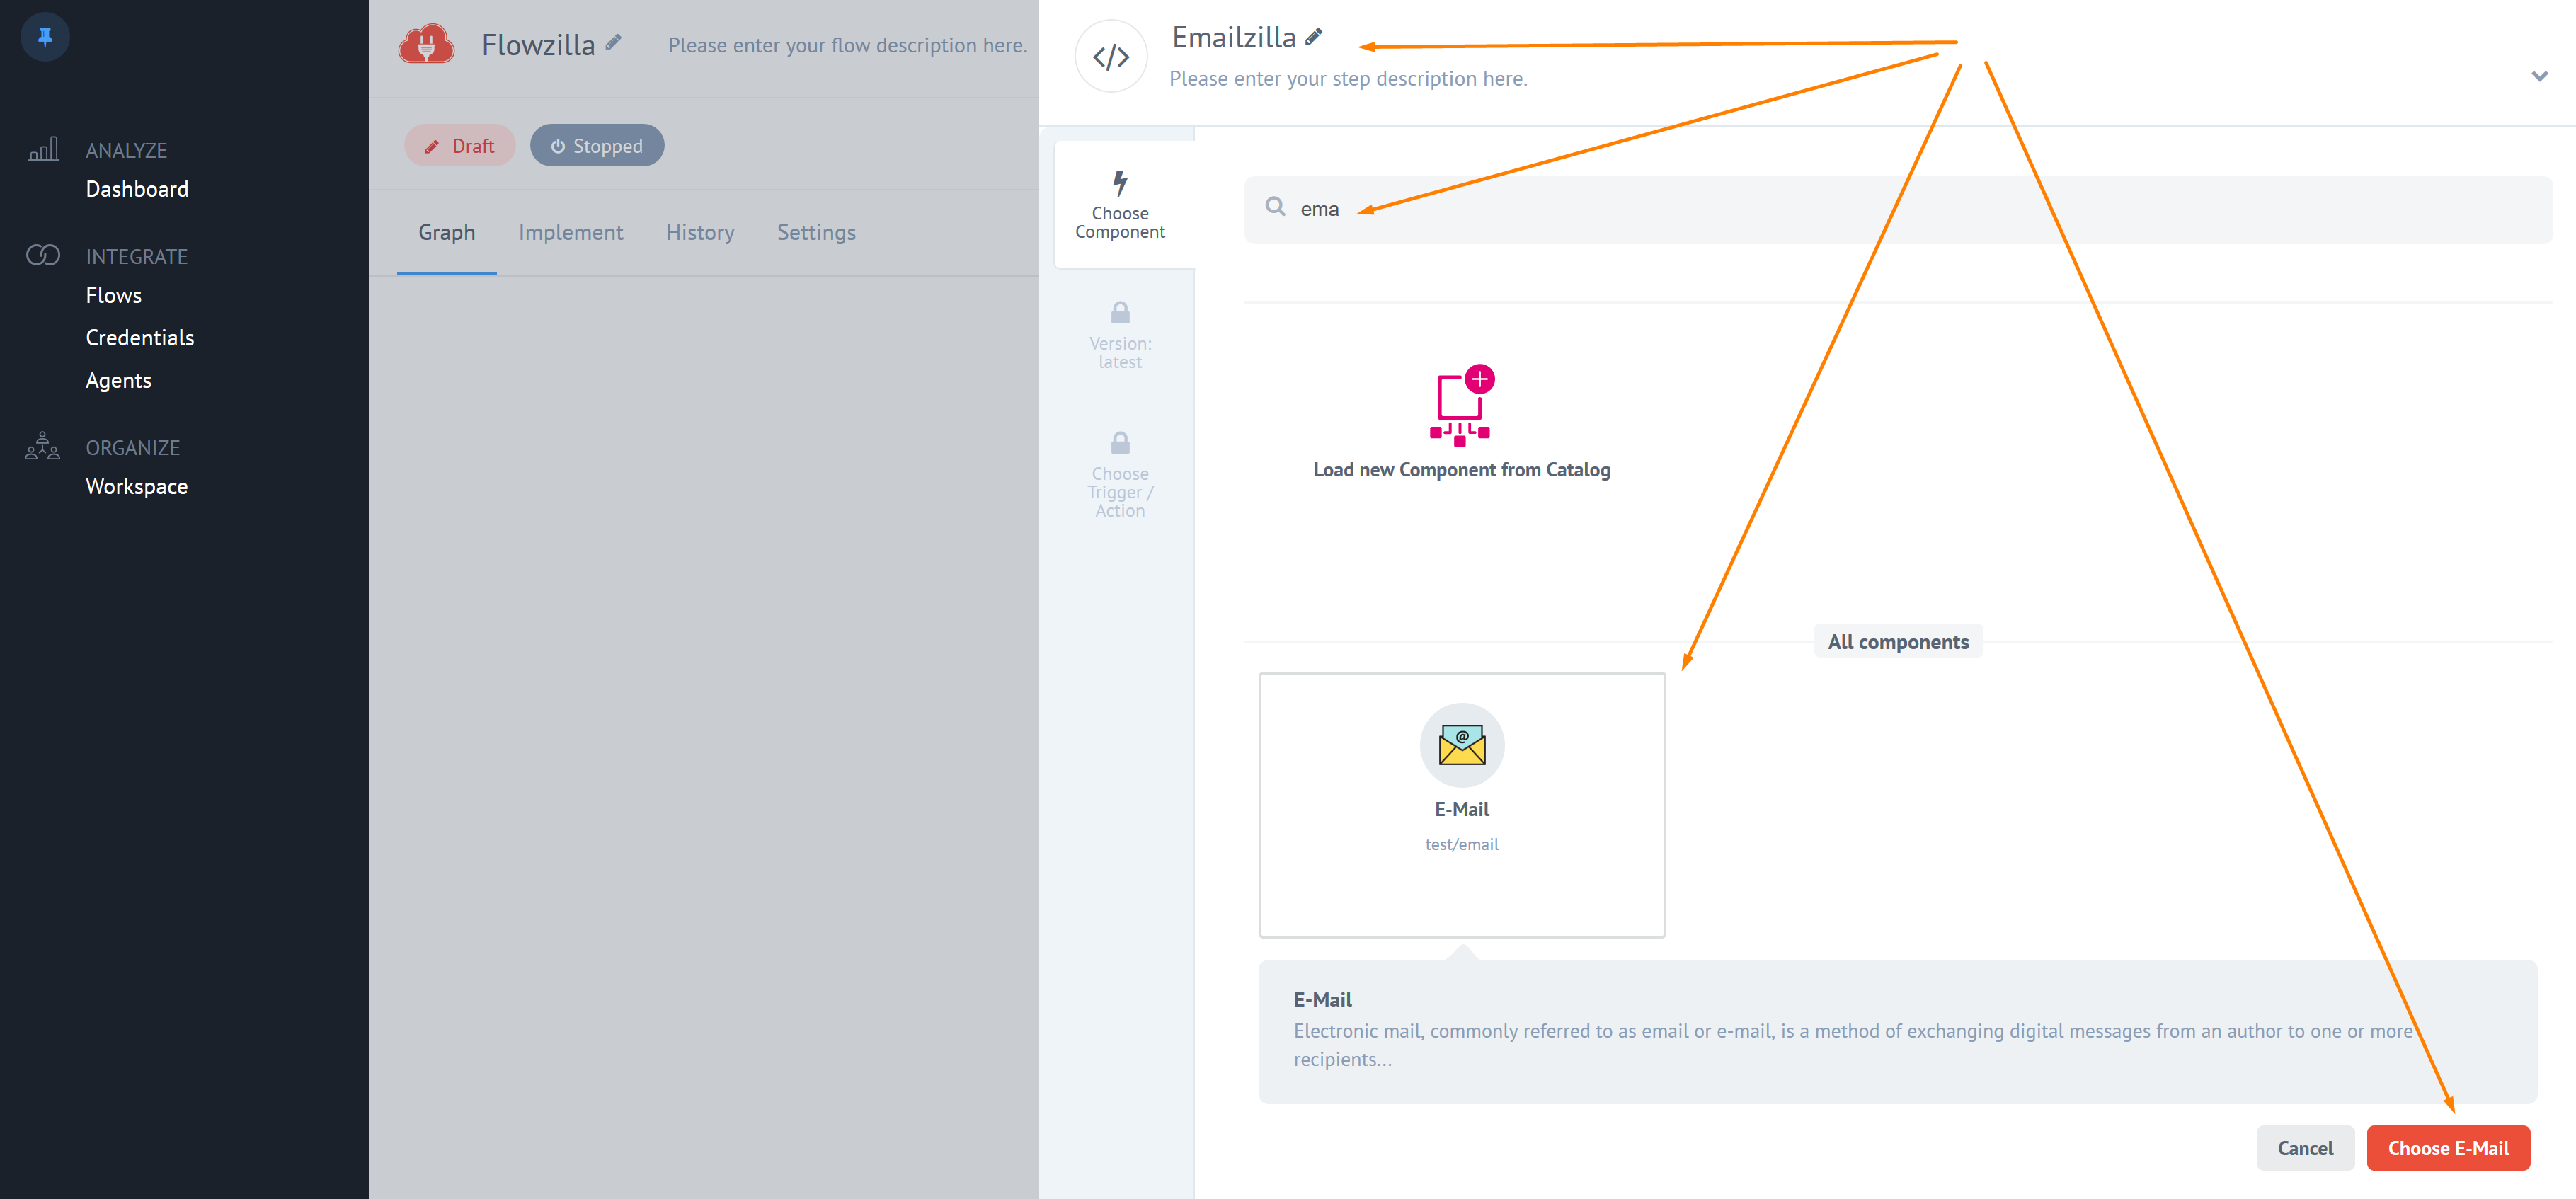 ANALYZE
Dashboard
INTEGRATE
Flows
Credentials
Agents
ORGANIZE
Workspace
Flowzilla
Please enter your flow description here.
Draft
Stopped
Graph
Implement
History
Settings
Emailzilla
</>
Please enter your step description here.
Choose
Component
Version:
latest
Choose
Trigger /
Action
ema
Load new Component from Catalog
All components
@
E-Mail
test/email
E-Mail
Electronic mail, commonly referred to as email or e-mail, is a method of exchanging digital messages from an author to one or more
recipients...
Cancel
Choose E-Mail